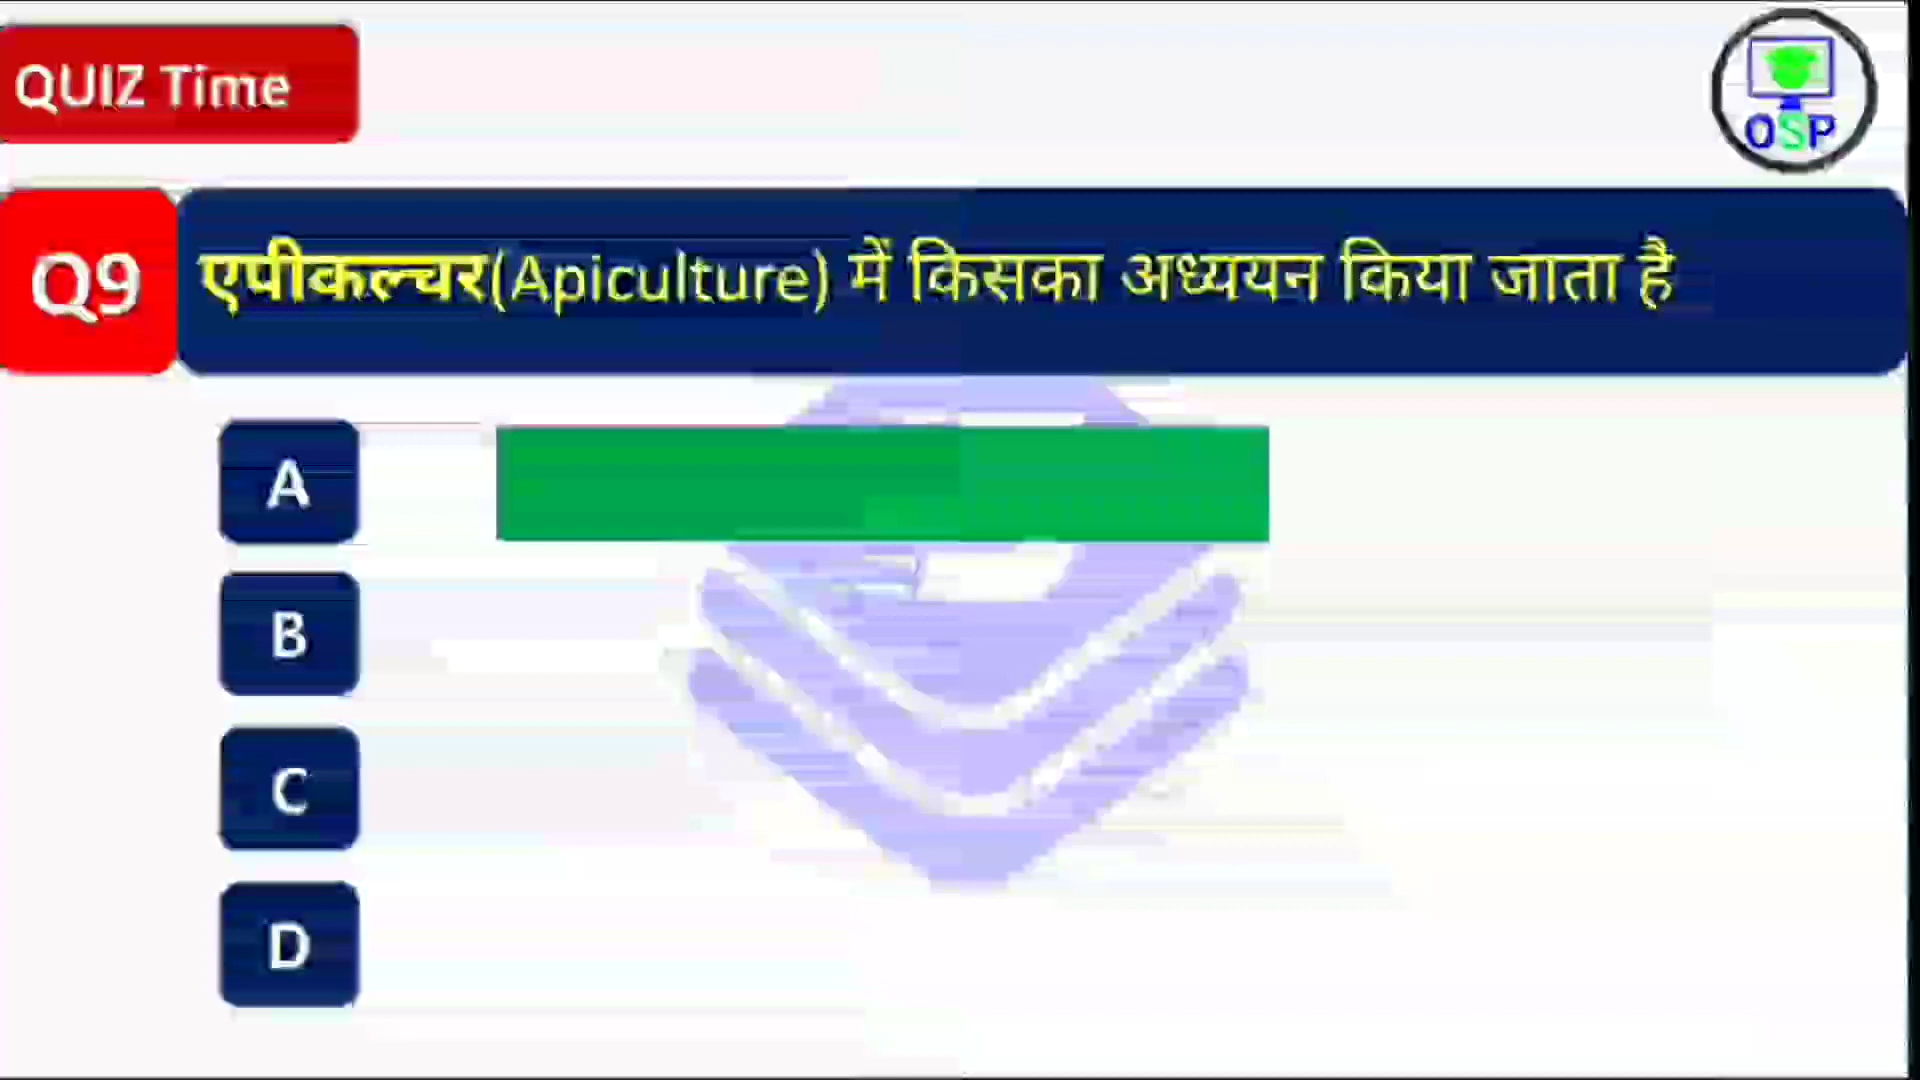 QUIZ Time
OSP
Q9
एपीकल्चर(Apiculture) में किसका अध्ययन किया जाता है
A
B
C
D